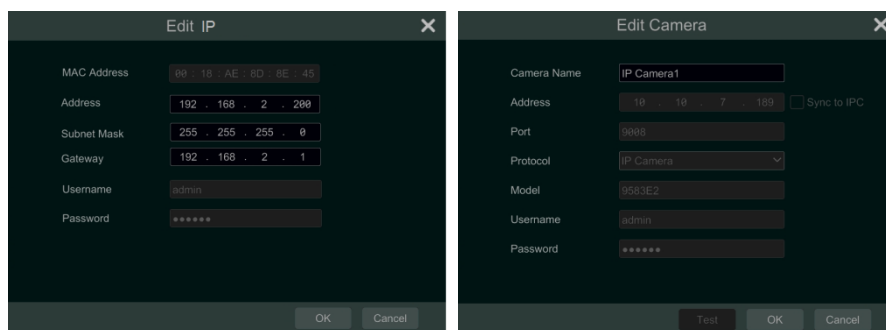 Edit IP
MAC Address 00 : 18 : AE : 8D : 8E : 45
Address 192 . 168 . 2 . 200
Subnet Mask 255 . 255 . 255 . 0
Gateway 192 . 168 . 2 . 1
Username admin
Password ●●●●●●
OK Cancel
Edit Camera
Camera Name IP Camera1
Address 10 . 10 . 7 . 189 Sync to IPC
Port 9008
Protocol IP Camera
Model 9583E2
Username admin
Password ●●●●●●
Test OK Cancel